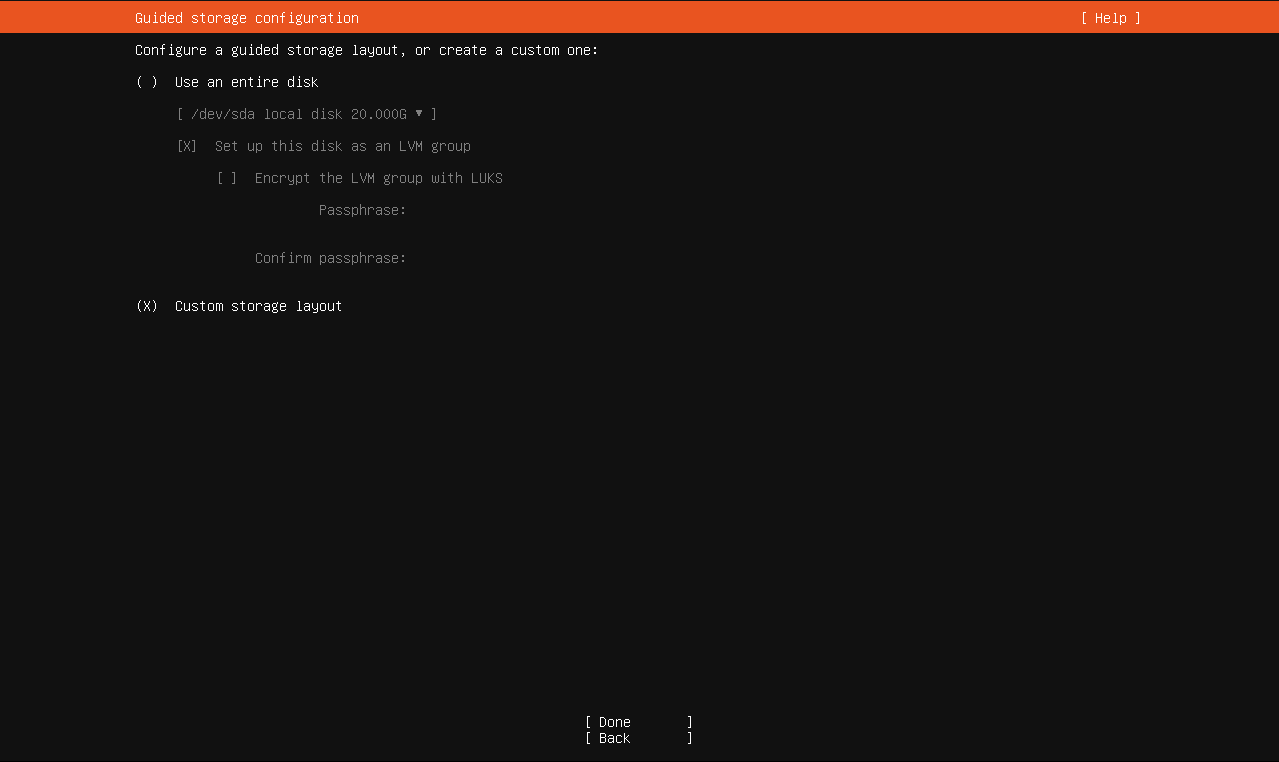 Guided storage configuration [ Help ]
Configure a guided storage layout, or create a custom one:
( ) Use an entire disk
[ /dev/sda local disk 20.000G ▾ ]
[X] Set up this disk as an LVM group
[ ] Encrypt the LVM group with LUKS
Passphrase:
Confirm passphrase:
(X) Custom storage layout
[ Done ]
[ Back ]